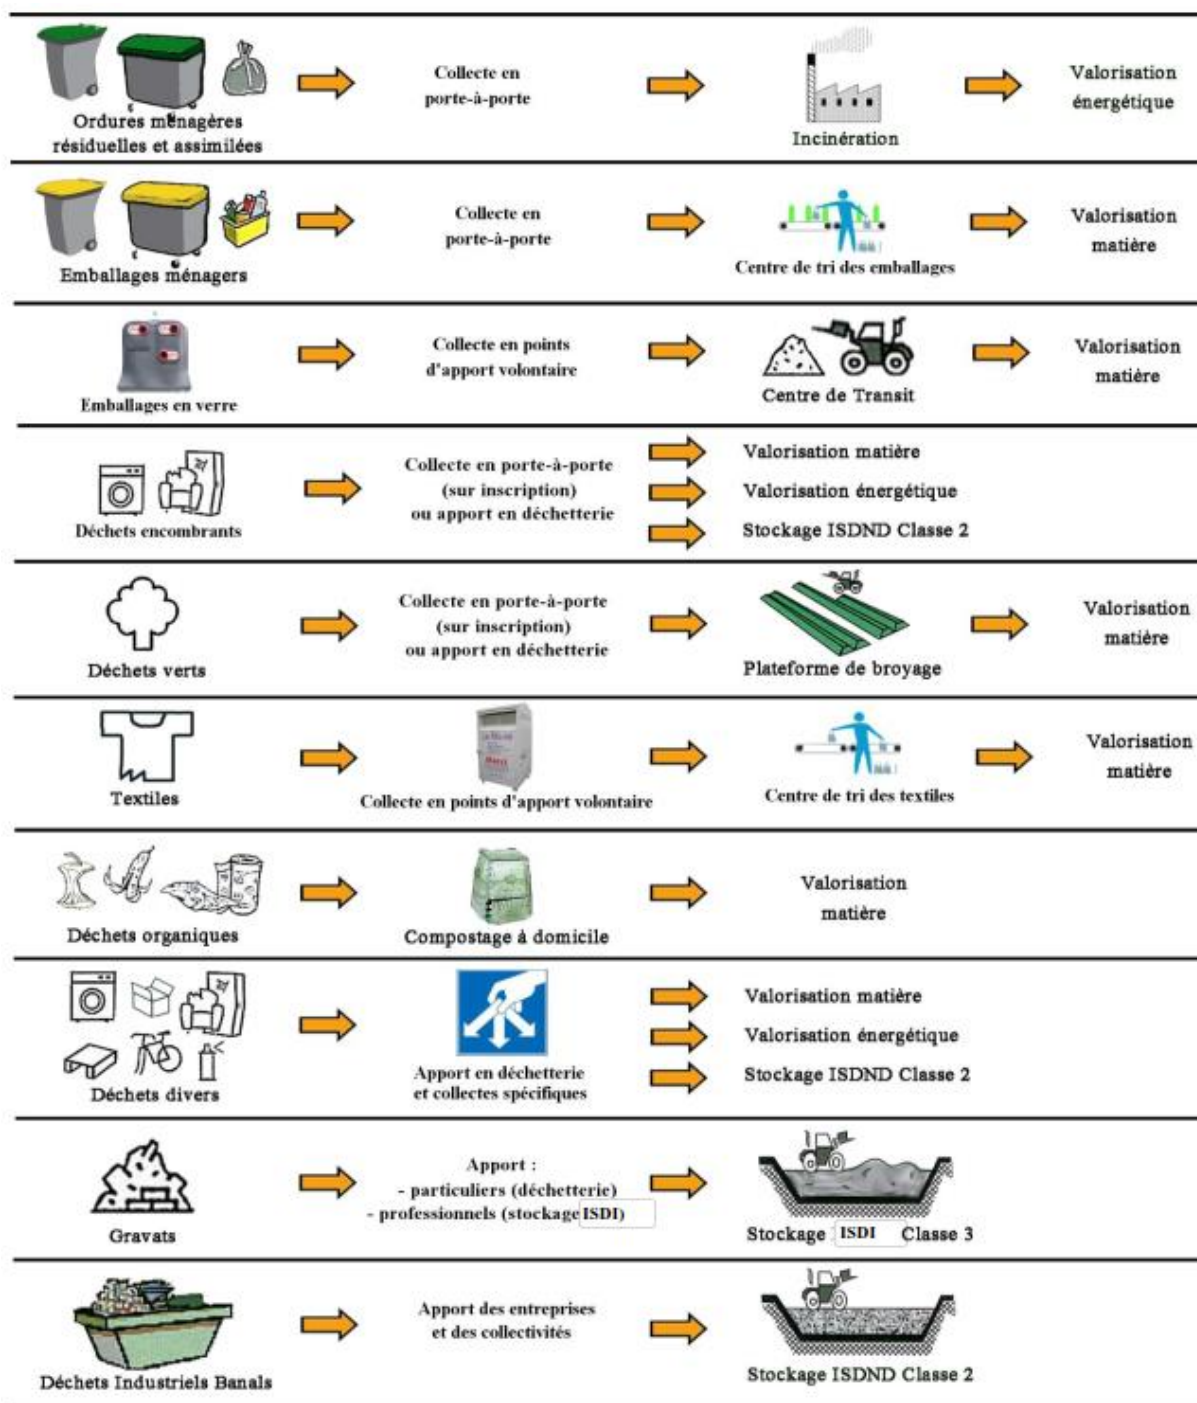 Ordures ménagères
résiduelles et assimilées
Collecte en
porte-à-porte
Incinération
Valorisation
énergétique
Emballages ménagers
Collecte en
porte-à-porte
Centre de tri des emballages
Valorisation
matière
Emballages en verre
Collecte en points
d'apport volontaire
Centre de Transit
Valorisation
matière
Déchets encombrants
Collecte en porte-à-porte
(sur inscription)
ou apport en déchetterie
Valorisation matière
Valorisation énergétique
Stockage ISDND Classe 2
Déchets verts
Collecte en porte-à-porte
(sur inscription)
ou apport en déchetterie
Plateforme de broyage
Valorisation
matière
Textiles
Collecte en points d'apport volontaire
Centre de tri des textiles
Valorisation
matière
Déchets organiques
Compostage à domicile
Valorisation
matière
Déchets divers
Apport en déchetterie
et collectes spécifiques
Valorisation matière
Valorisation énergétique
Stockage ISDND Classe 2
Gravats
Apport :
- particuliers (déchetterie)
- professionnels (stockage ISDI)
Stockage ISDI Classe 3
Déchets Industriels Banals
Apport des entreprises
et des collectivités
Stockage ISDND Classe 2